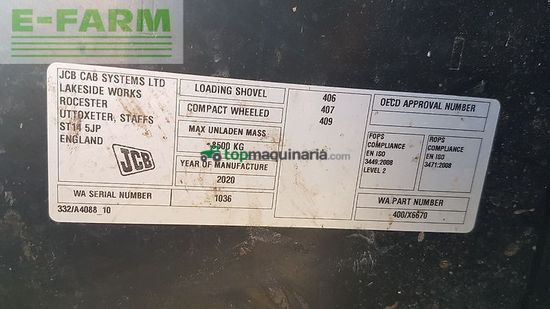 E-FARM
JCB CAB SYSTEMS LTD
LAKESIDE WORKS
ROCESTER
UTTOXETER, STAFFS
ST14 5JP
ENGLAND
JCB
WA SERIAL NUMBER
332/A4088_10
LOADING SHOVEL
COMPACT WHEELED
MAX UNLADEN MASS
8500 KG
YEAR OF MANUFACTURE
2020
1036
406
407
409
topmaquinaria.com
OECD APPROVAL NUMBER
FOPS
COMPLIANCE
EN ISO
3449:2008
LEVEL 2
ROPS
COMPLIANCE
EN ISO
3471:2008
WA PART NUMBER
400/X6670